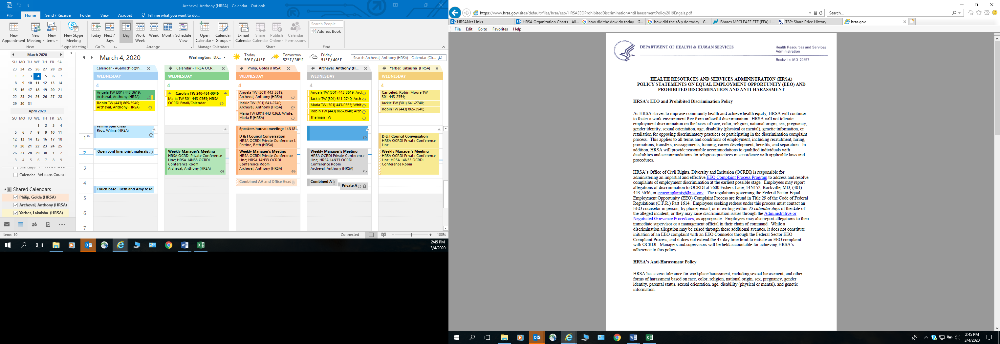 Archeval, Anthony (HRSA) - Calendar - Outlook
File Home Send / Receive Folder View Acrobat Tell me what you want to do...
New Appointment
New Meeting
New Items
New Skype Meeting
Today
Next 7 Days
Day
Work Week
Week
Month
Schedule View
Open Calendar
Calendar Groups
E-mail Calendar
Share Calendar
Publish Online
Calendar Permissions
Search People
Address Book
New
Skype Meeting
Go To
Arrange
Manage Calendars
Share
Find
March 2020
SU MO TU WE TH FR SA
23 24 25 26 27 28 29
1 2 3 4 5 6 7
8 9 10 11 12 13 14
15 16 17 18 19 20 21
22 23 24 25 26 27 28
29 30 31
April 2020
SU MO TU WE TH FR SA
1 2 3 4
5 6 7 8 9 10 11
12 13 14 15 16 17 18
19 20 21 22 23 24 25
26 27 28 29 30 1 2
3 4 5 6 7 8 9
Calendar - Veterans Council
Shared Calendars
Philip, Golda (HRSA)
Archeval, Anthony (HRSA)
Yarber, Lakaisha (HRSA)
March 4, 2020
Washington, D.C.
Today
59° F / 41° F
Tomorrow
52° F / 38° F
Friday
51° F / 40° F
Search Archeval, Anthony (HRSA) - Calendar (Ctr...
Calendar - AGallicchio@h...
WEDNESDAY
4
Angela TW (301) 443-3619;
Archeval, Anthony (HRSA)
Robin TW (443) 865-3940;
Archeval, Anthony (HRSA)
Wilma Spin Class
Rios, Wilma (HRSA)
Open conf line, print materals
Touch base - Beth and Amy re re
1 PM
2
3
4
5
6
7
Calendar - HRSA OCR...
WEDNESDAY
4
Carolyn TW 240-461-0046
Maria TW 301-443-0363; HRSA
OCRDI Email/Calendar
Weekly Manager's Meeting
HRSA OCRDI Private Conference
Line; HRSA 14N33 OCRDI
Conference Room
Archeval, Anthony (HRSA)
Philip, Golda (HRSA)
WEDNESDAY
4
Angela TW (301) 443-3619;
Archeval, Anthony (HRSA)
Jackie TW (301) 641-2740;
Archeval, Anthony (HRSA)
Maria TW (301) 443-0363; White,
Maria E (HRSA)
Speakers bureau meeting; 14N18
D & I Council Conversation
HRSA OCRDI Private Conference L
Perrine, Beth (HRSA)
Weekly Manager's Meeting
HRSA OCRDI Private Conference
Line; HRSA 14N33 OCRDI
Conference Room
Archeval, Anthony (HRSA)
Combined AA and Office Head
Archeval, Anthony (H...
WEDNESDAY
4
Angela TW (301) 443-3619; Arcl
Jackie TW (301) 641-2740; Arch
Maria TW (301) 443-0363; Whit
Robin TW (443) 865-3940; Arch
Therman TW
Weekly Manager's Meeting
HRSA OCRDI Private Conference
Line; HRSA 14N33 OCRDI
Conference Room
Archeval, Anthony (HRSA)
Combined A
Private A
Yarber, Lakaisha (HRSA)
WEDNESDAY
4
Canceled: Robin Moore TW
301-443-2354;
Jackie TW (301) 641-2740;
Robin TW (443) 865-3940;
D & I Council Conversation
HRSA OCRDI Private Conference
Line
Weekly Manager's Meeting
HRSA OCRDI Private Conference
Line; HRSA 14N33 OCRDI
Conference Room
Items: 10
Connected
100%
2:45 PM
3/4/2020
https://www.hrsa.gov/sites/default/files/hrsa/eeo/HRSAEEOProhibitedDiscriminationAntiHarassmentPolicy2019Engels.pdf
Search...
HRSANet Links
HRSA Organization Charts - All...
how did the dow do today - G...
how did the s&p do today - G...
iShares MSCI EAFE ETF (EFA) L...
TSP: Share Price History
hrsa.gov
File Edit Go to Favorites Help
DEPARTMENT OF HEALTH & HUMAN SERVICES
Health Resources and Services
Administration
Rockville MD 20857
HEALTH RESOURCES AND SERVICES ADMINISTRATION (HRSA)
POLICY STATEMENTS ON EQUAL EMPLOYMENT OPPORTUNITY (EEO) AND
PROHIBITED DISCRIMINATION AND ANTI-HARASSMENT
HRSA's EEO and Prohibited Discrimination Policy
As HRSA strives to improve community health and achieve health equity, HRSA will continue
to foster a work environment free from unlawful discrimination. HRSA will not tolerate
employment discrimination on the bases of race, color, religion, national origin, sex, pregnancy,
gender identity, sexual orientation, age, disability (physical or mental), genetic information, or
retaliation for opposing discriminatory practices or participating in the discrimination complaint
process. This applies to all terms and conditions of employment, including recruitment, hiring,
promotions, transfers, reassignments, training, career development, benefits, and separation. In
addition, HRSA will provide reasonable accommodations to qualified individuals with
disabilities and accommodations for religious practices in accordance with applicable laws and
procedures.
HRSA's Office of Civil Rights, Diversity and Inclusion (OCRDI) is responsible for
administering an impartial and effective EEO Complaint Process Program to address and resolve
complaints of employment discrimination at the earliest possible stage. Employees may report
allegations of discrimination to OCRDI at 5600 Fishers Lane, 14N152, Rockville, MD, (301)
443-5636, or eeocomplaints@hrsa.gov. The regulations governing the Federal Sector Equal
Employment Opportunity (EEO) Complaint Process are found in Title 29 of the Code of Federal
Regulations (C.F.R.) Part 1614. Employees seeking redress under this process must contact an
EEO counselor in person, by phone, email, or in writing within 45 calendar days of the date of
the alleged incident, or they may raise discrimination issues through the Administrative or
Negotiated Grievance Procedures, as appropriate. Employees may also report allegations to their
immediate supervisor or a management official in their chain of command. While a
discrimination allegation may be raised through these additional avenues, it does not constitute
initiation of an EEO complaint with an EEO Counselor through the Federal Sector EEO
Complaint Process, and it does not extend the 45-day time limit to initiate an EEO complaint
with OCRDI. Managers and supervisors will be held accountable for achieving HRSA's
adherence to this policy.
HRSA's Anti-Harassment Policy
HRSA has a zero tolerance for workplace harassment, including sexual harassment, and other
forms of harassment based on race, color, religion, national origin, sex, pregnancy, gender
identity, parental status, sexual orientation, age, disability (physical or mental), and genetic
information.
2:45 PM
3/4/2020